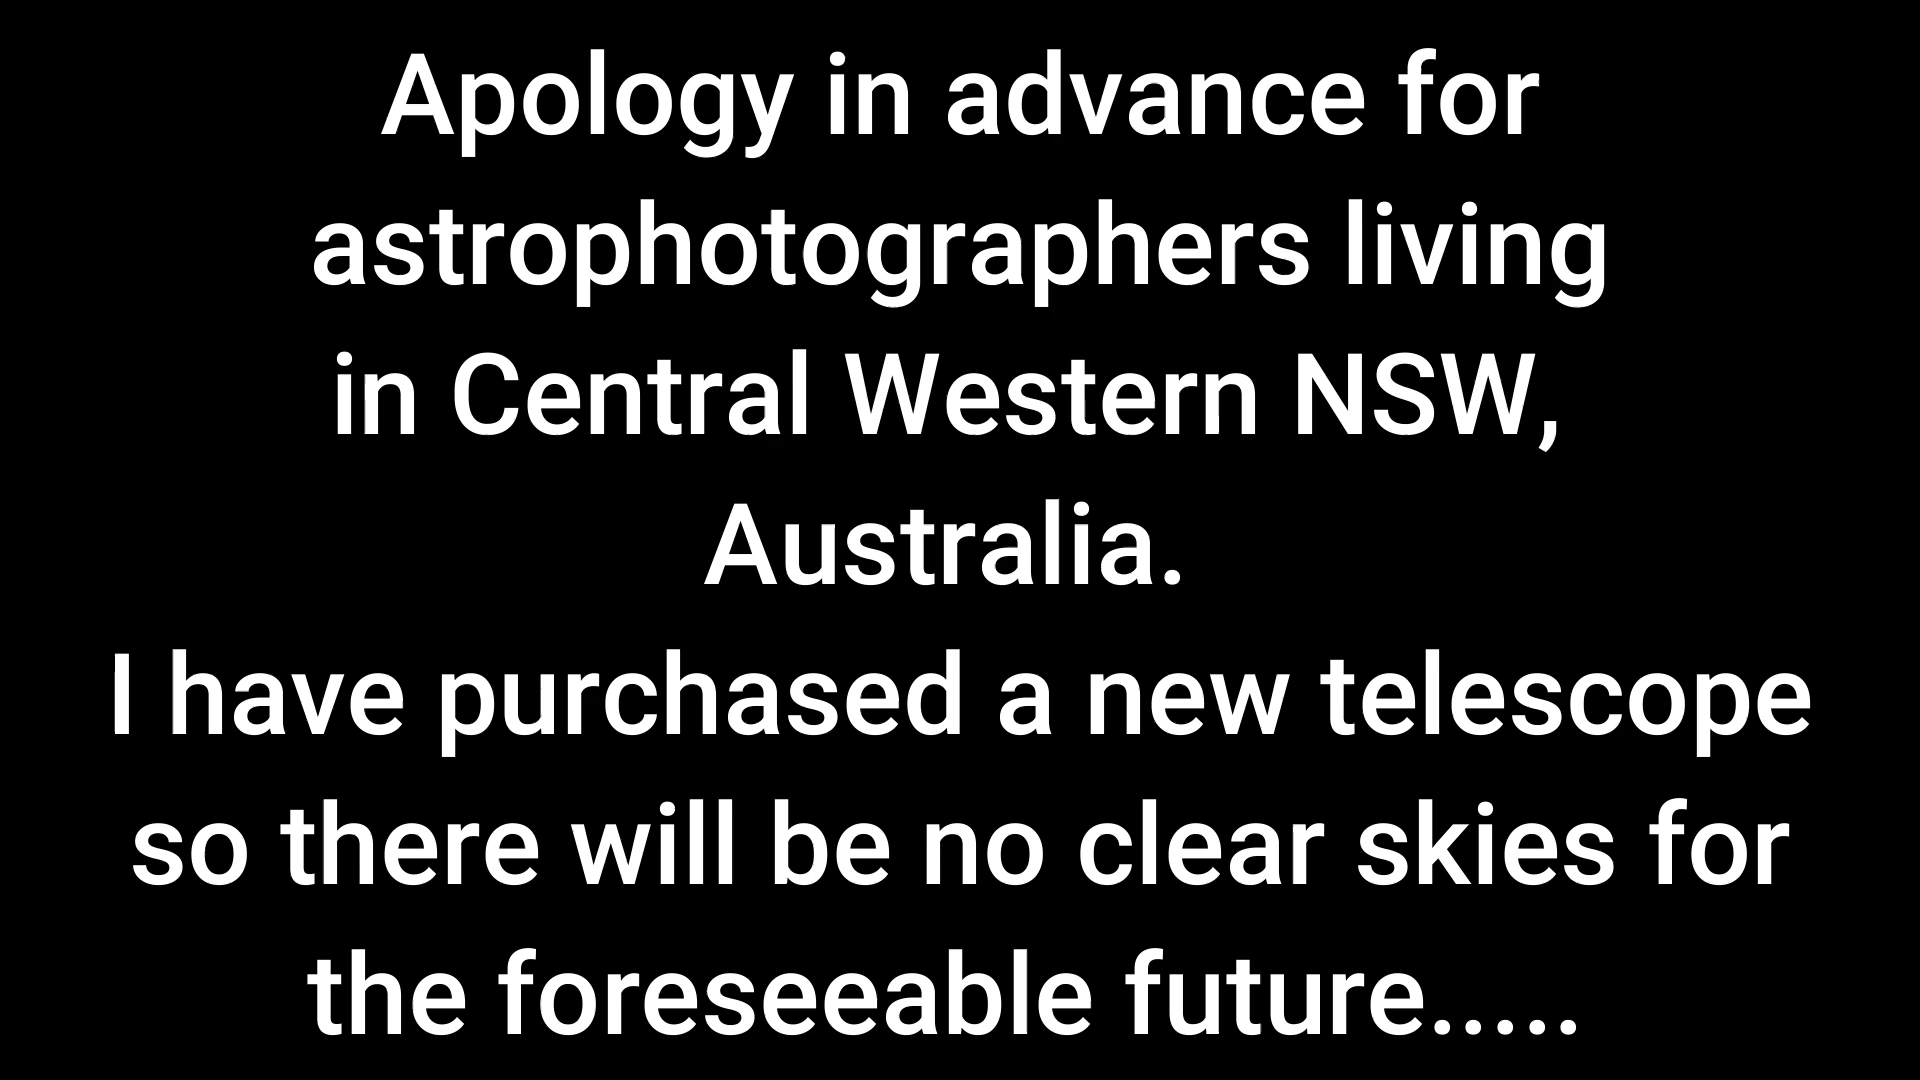 Apology in advance for
astrophotographers living
in Central Western NSW,
Australia.
I have purchased a new telescope
so there will be no clear skies for
the foreseeable future.....